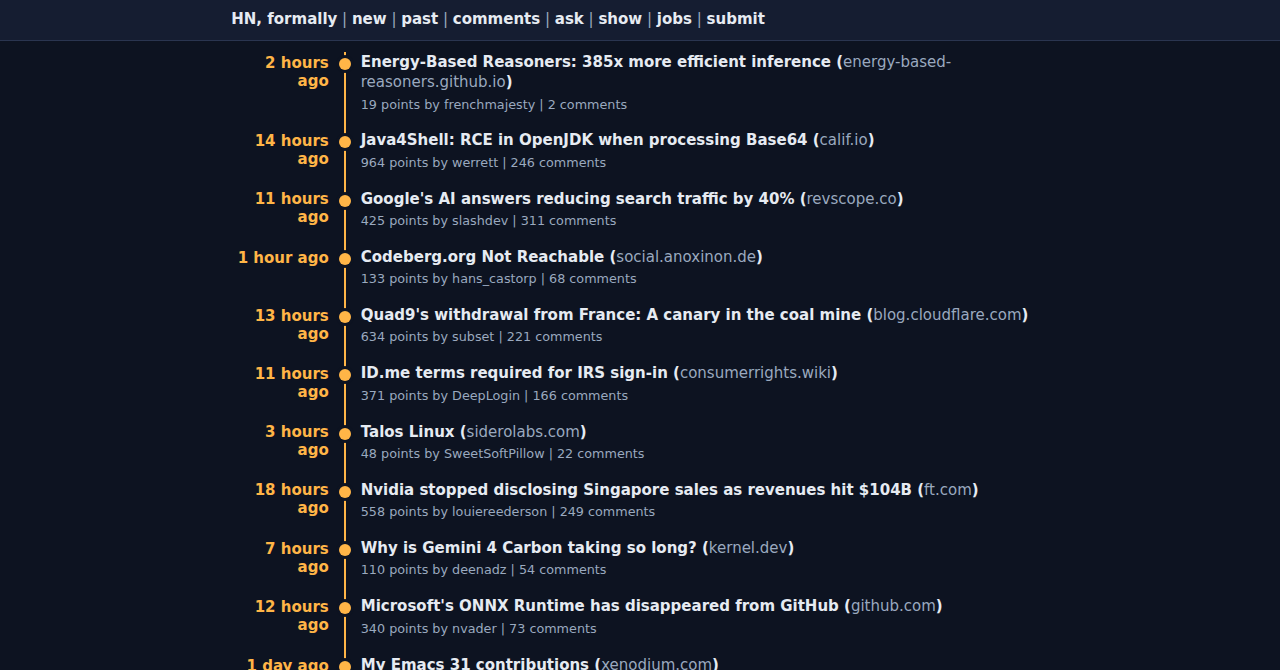 HN, formally | new | past | comments | ask | show | jobs | submit
2 hours ago
Energy-Based Reasoners: 385x more efficient inference (energy-based-
reasoners.github.io)
19 points by frenchmajesty | 2 comments
14 hours ago
Java4Shell: RCE in OpenJDK when processing Base64 (calif.io)
964 points by werrett | 246 comments
11 hours ago
Google's AI answers reducing search traffic by 40% (revscope.co)
425 points by slashdev | 311 comments
1 hour ago
Codeberg.org Not Reachable (social.anoxinon.de)
133 points by hans_castorp | 68 comments
13 hours ago
Quad9's withdrawal from France: A canary in the coal mine (blog.cloudflare.com)
634 points by subset | 221 comments
11 hours ago
ID.me terms required for IRS sign-in (consumerrights.wiki)
371 points by DeepLogin | 166 comments
3 hours ago
Talos Linux (siderolabs.com)
48 points by SweetSoftPillow | 22 comments
18 hours ago
Nvidia stopped disclosing Singapore sales as revenues hit $104B (ft.com)
558 points by louiereederson | 249 comments
7 hours ago
Why is Gemini 4 Carbon taking so long? (kernel.dev)
110 points by deenadz | 54 comments
12 hours ago
Microsoft's ONNX Runtime has disappeared from GitHub (github.com)
340 points by nvader | 73 comments
1 day ago
My Emacs 31 contributions (xenodium.com)